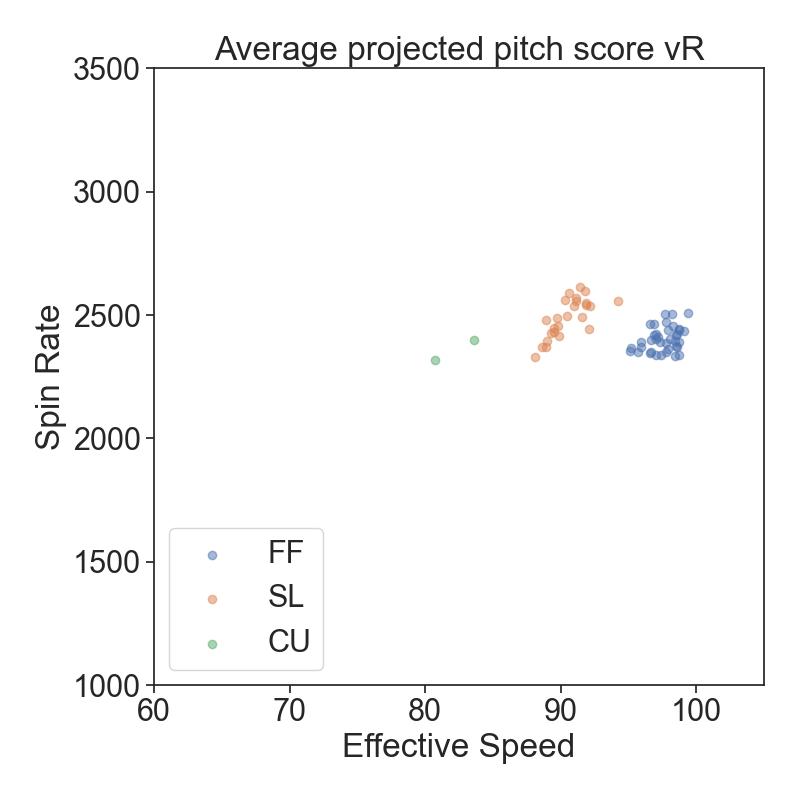 Average projected pitch score vR
3500
3000
2500
2000
1500
1000
Spin Rate
FF
SL
CU
60 70 80 90 100
Effective Speed